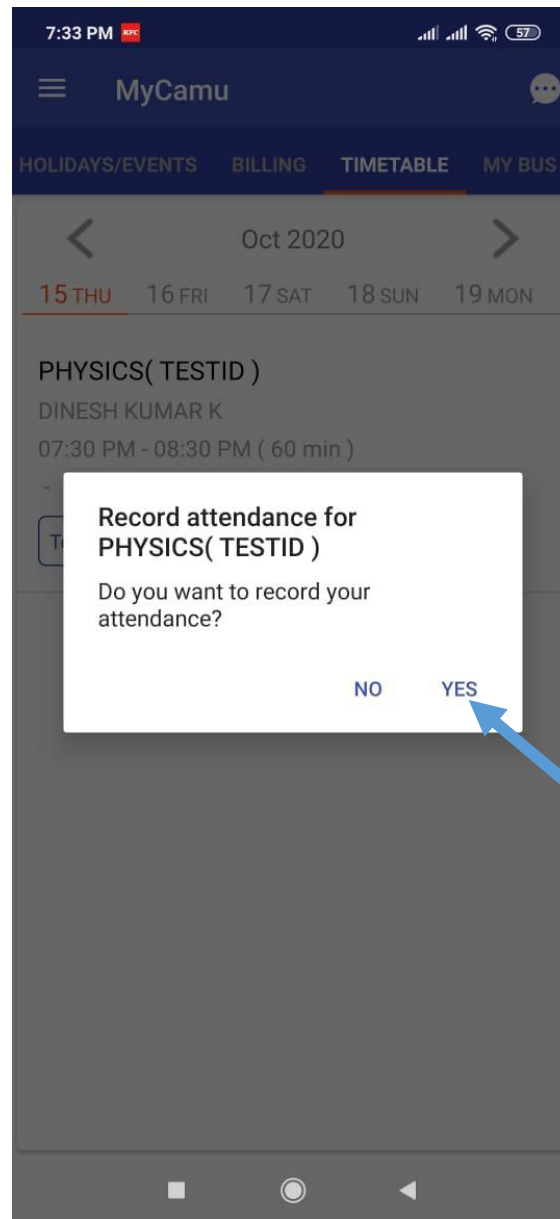 7:33 PM KFC 57
MyCamu
HOLIDAYS/EVENTS BILLING TIMETABLE MY BUS
Oct 2020
15 THU 16 FRI 17 SAT 18 SUN 19 MON
PHYSICS( TESTID )
DINESH KUMAR K
07:30 PM - 08:30 PM ( 60 min )
-
Record attendance for
PHYSICS( TESTID )
Do you want to record your
attendance?
NO YES